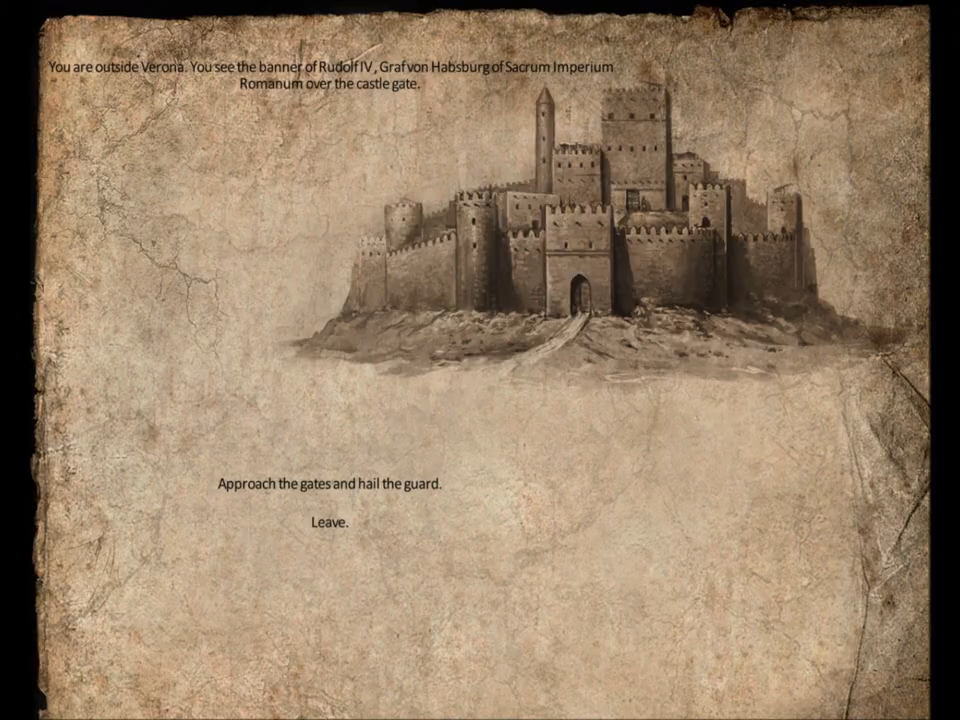 You are outside Verona. You see the banner of Rudolf IV, Graf von Habsburg of Sacrum Imperium
Romanum over the castle gate.
Approach the gates and hail the guard.
Leave.